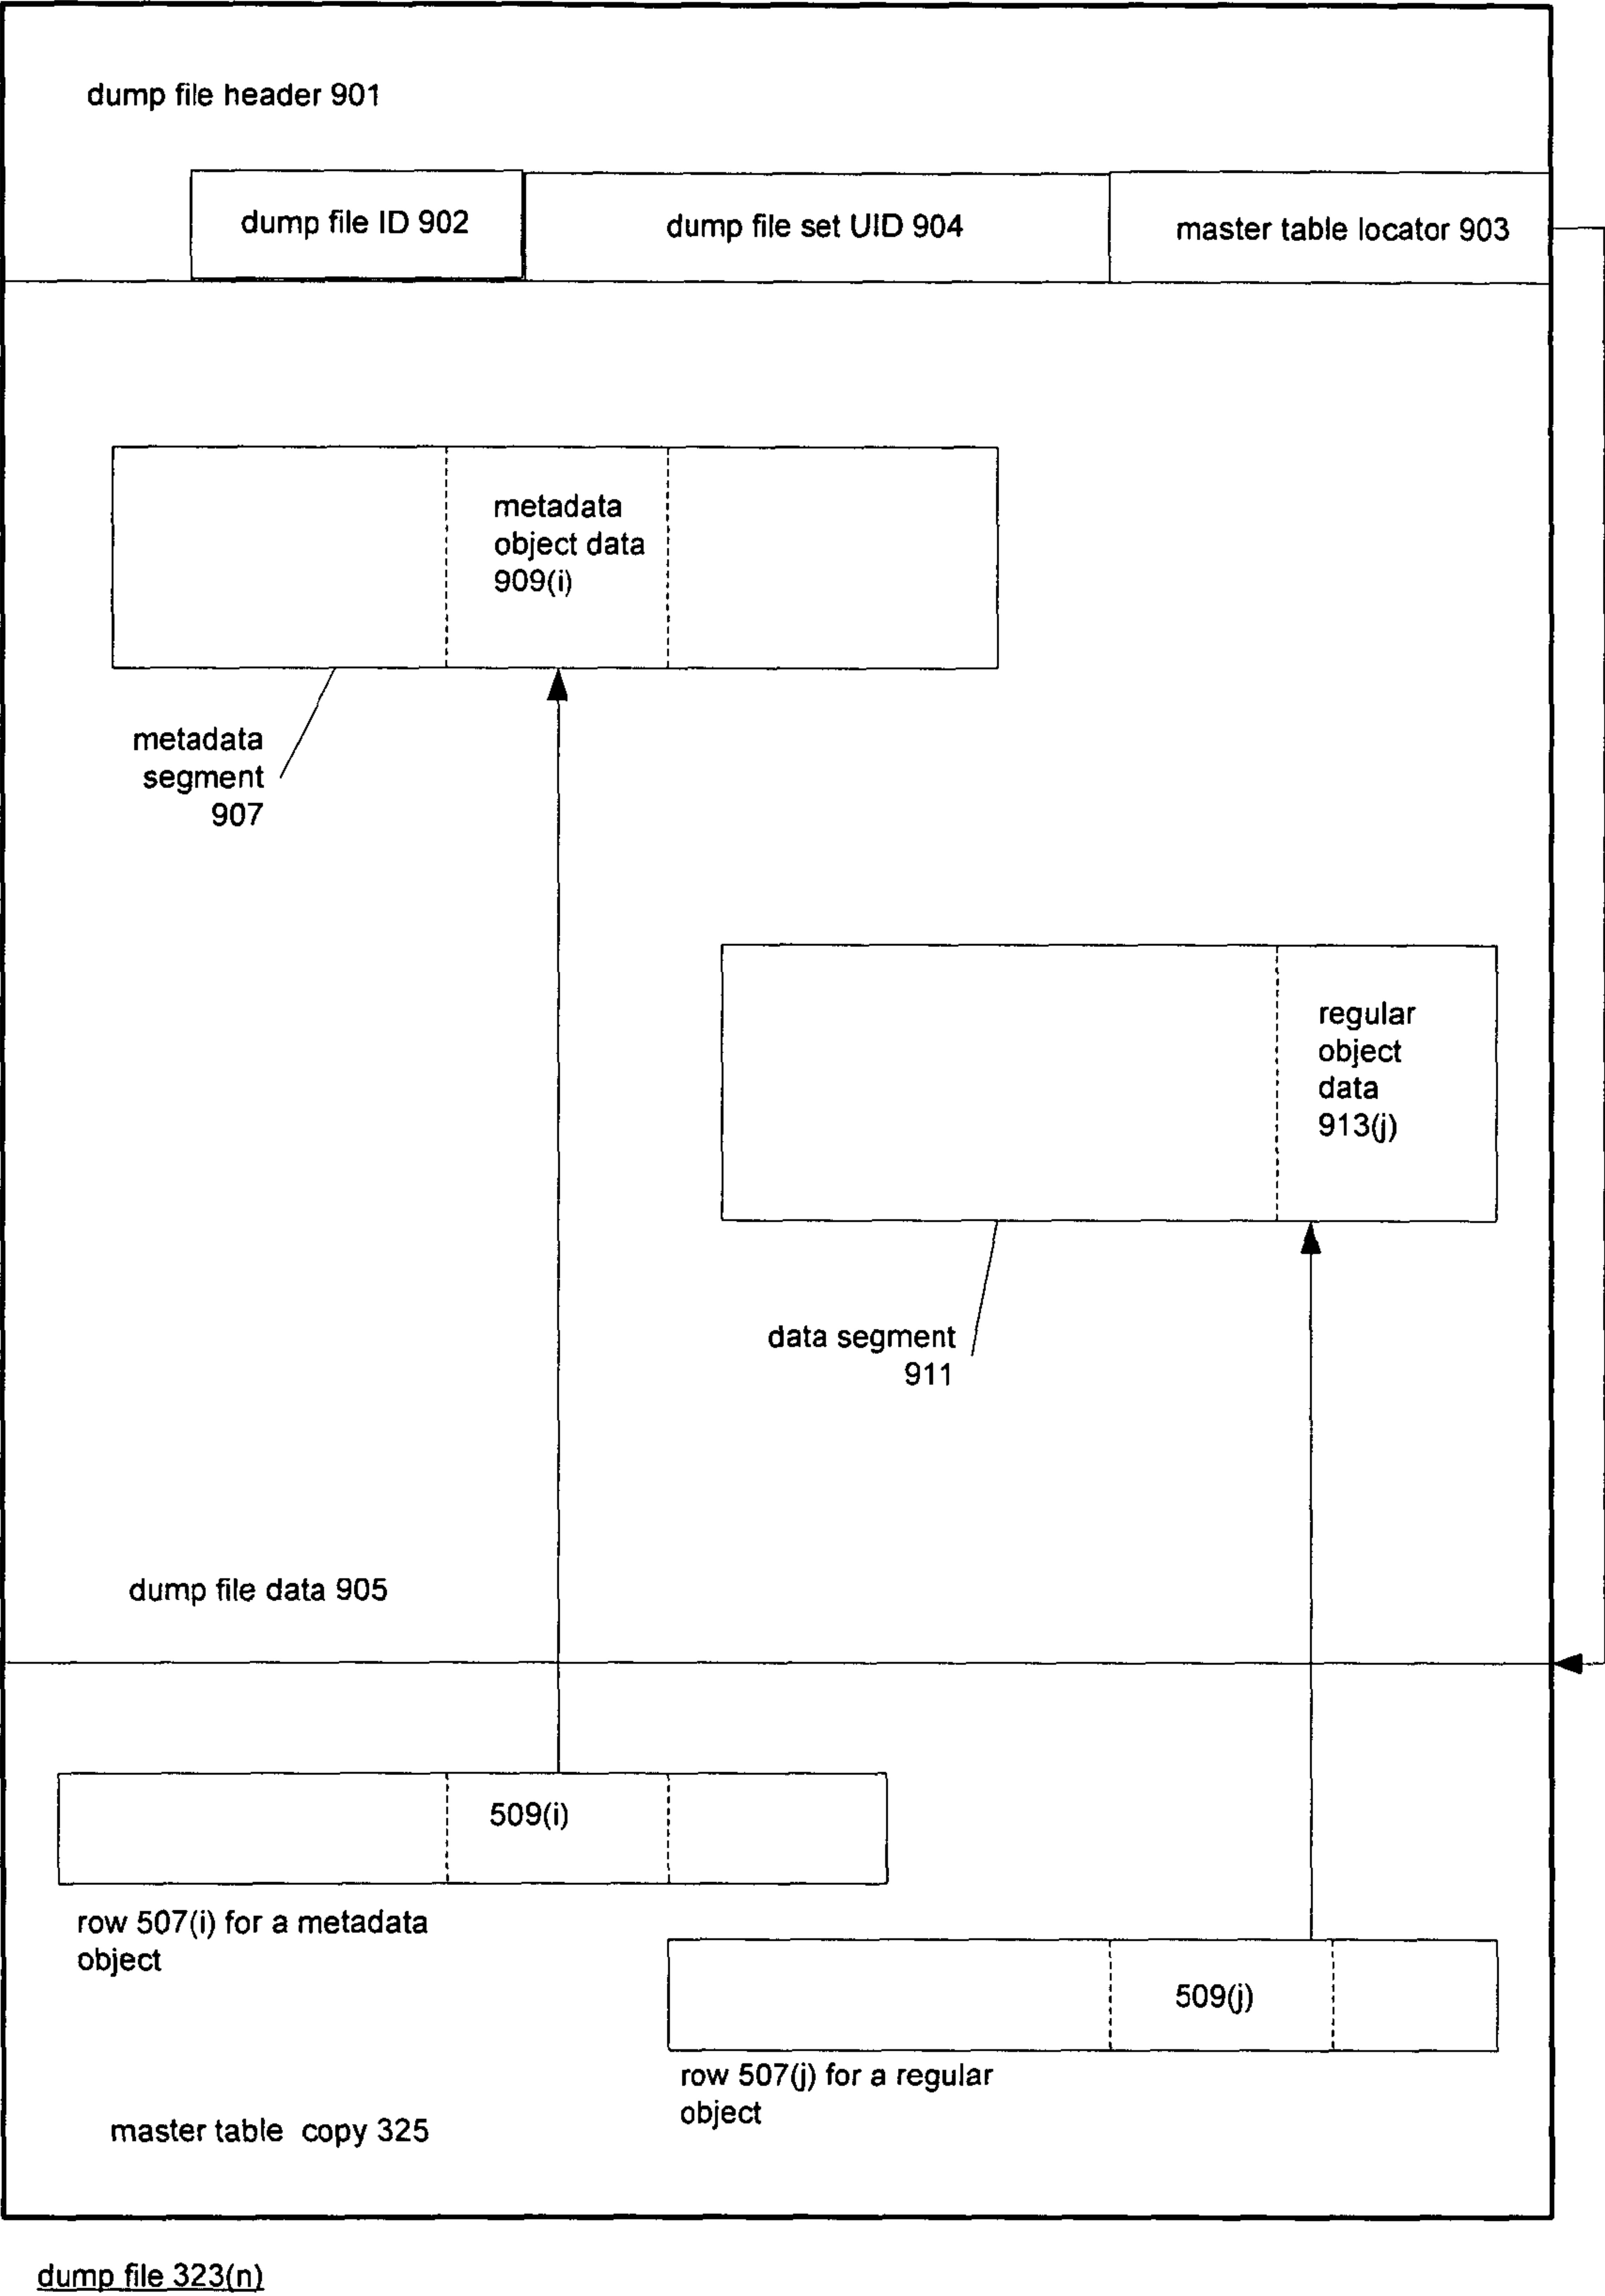 dump file header 901
dump file ID 902
dump file set UID 904
master table locator 903
metadata
object data
909(i)
metadata
segment
907
regular
object
data
913(j)
data segment
911
dump file data 905
509(i)
row 507(i) for a metadata
object
509(j)
row 507(j) for a regular
object
master table copy 325
dump file 323(n)